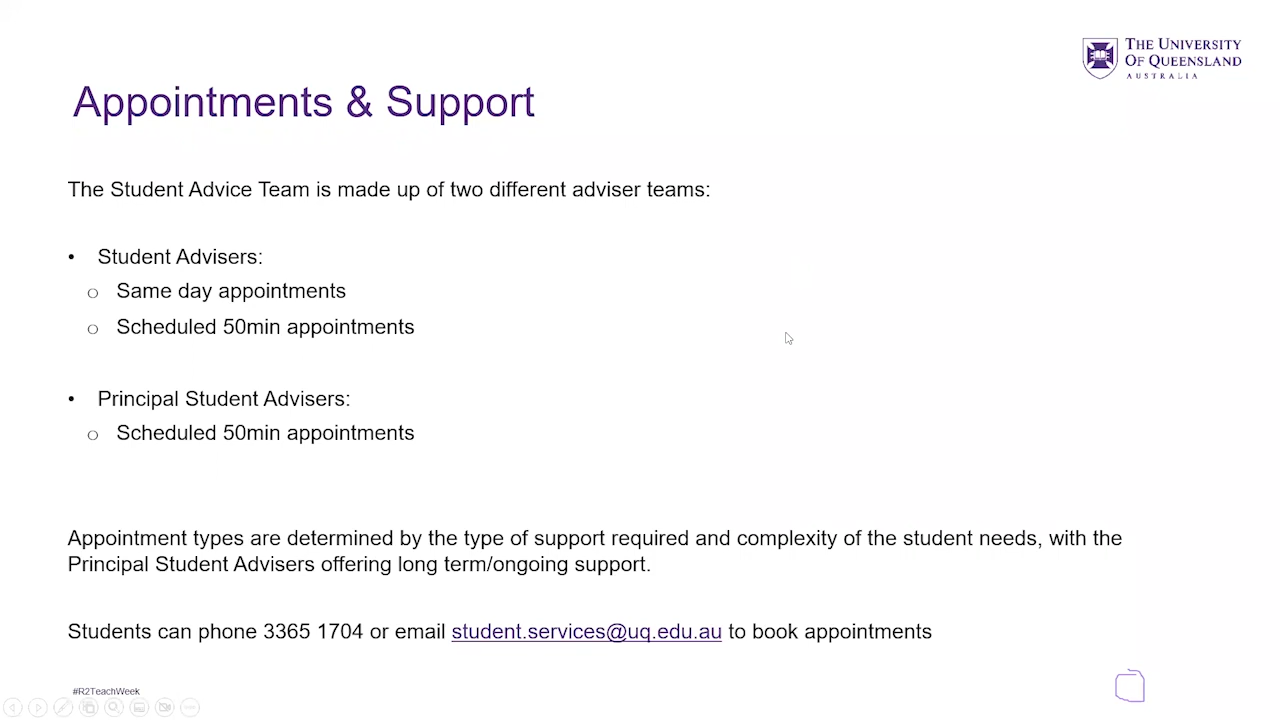 THE UNIVERSITY
OF QUEENSLAND
AUSTRALIA
Appointments & Support
The Student Advice Team is made up of two different adviser teams:
• Student Advisers:
o Same day appointments
o Scheduled 50min appointments
• Principal Student Advisers:
o Scheduled 50min appointments
Appointment types are determined by the type of support required and complexity of the student needs, with the
Principal Student Advisers offering long term/ongoing support.
Students can phone 3365 1704 or email student.services@uq.edu.au to book appointments
#R2TeachWeek